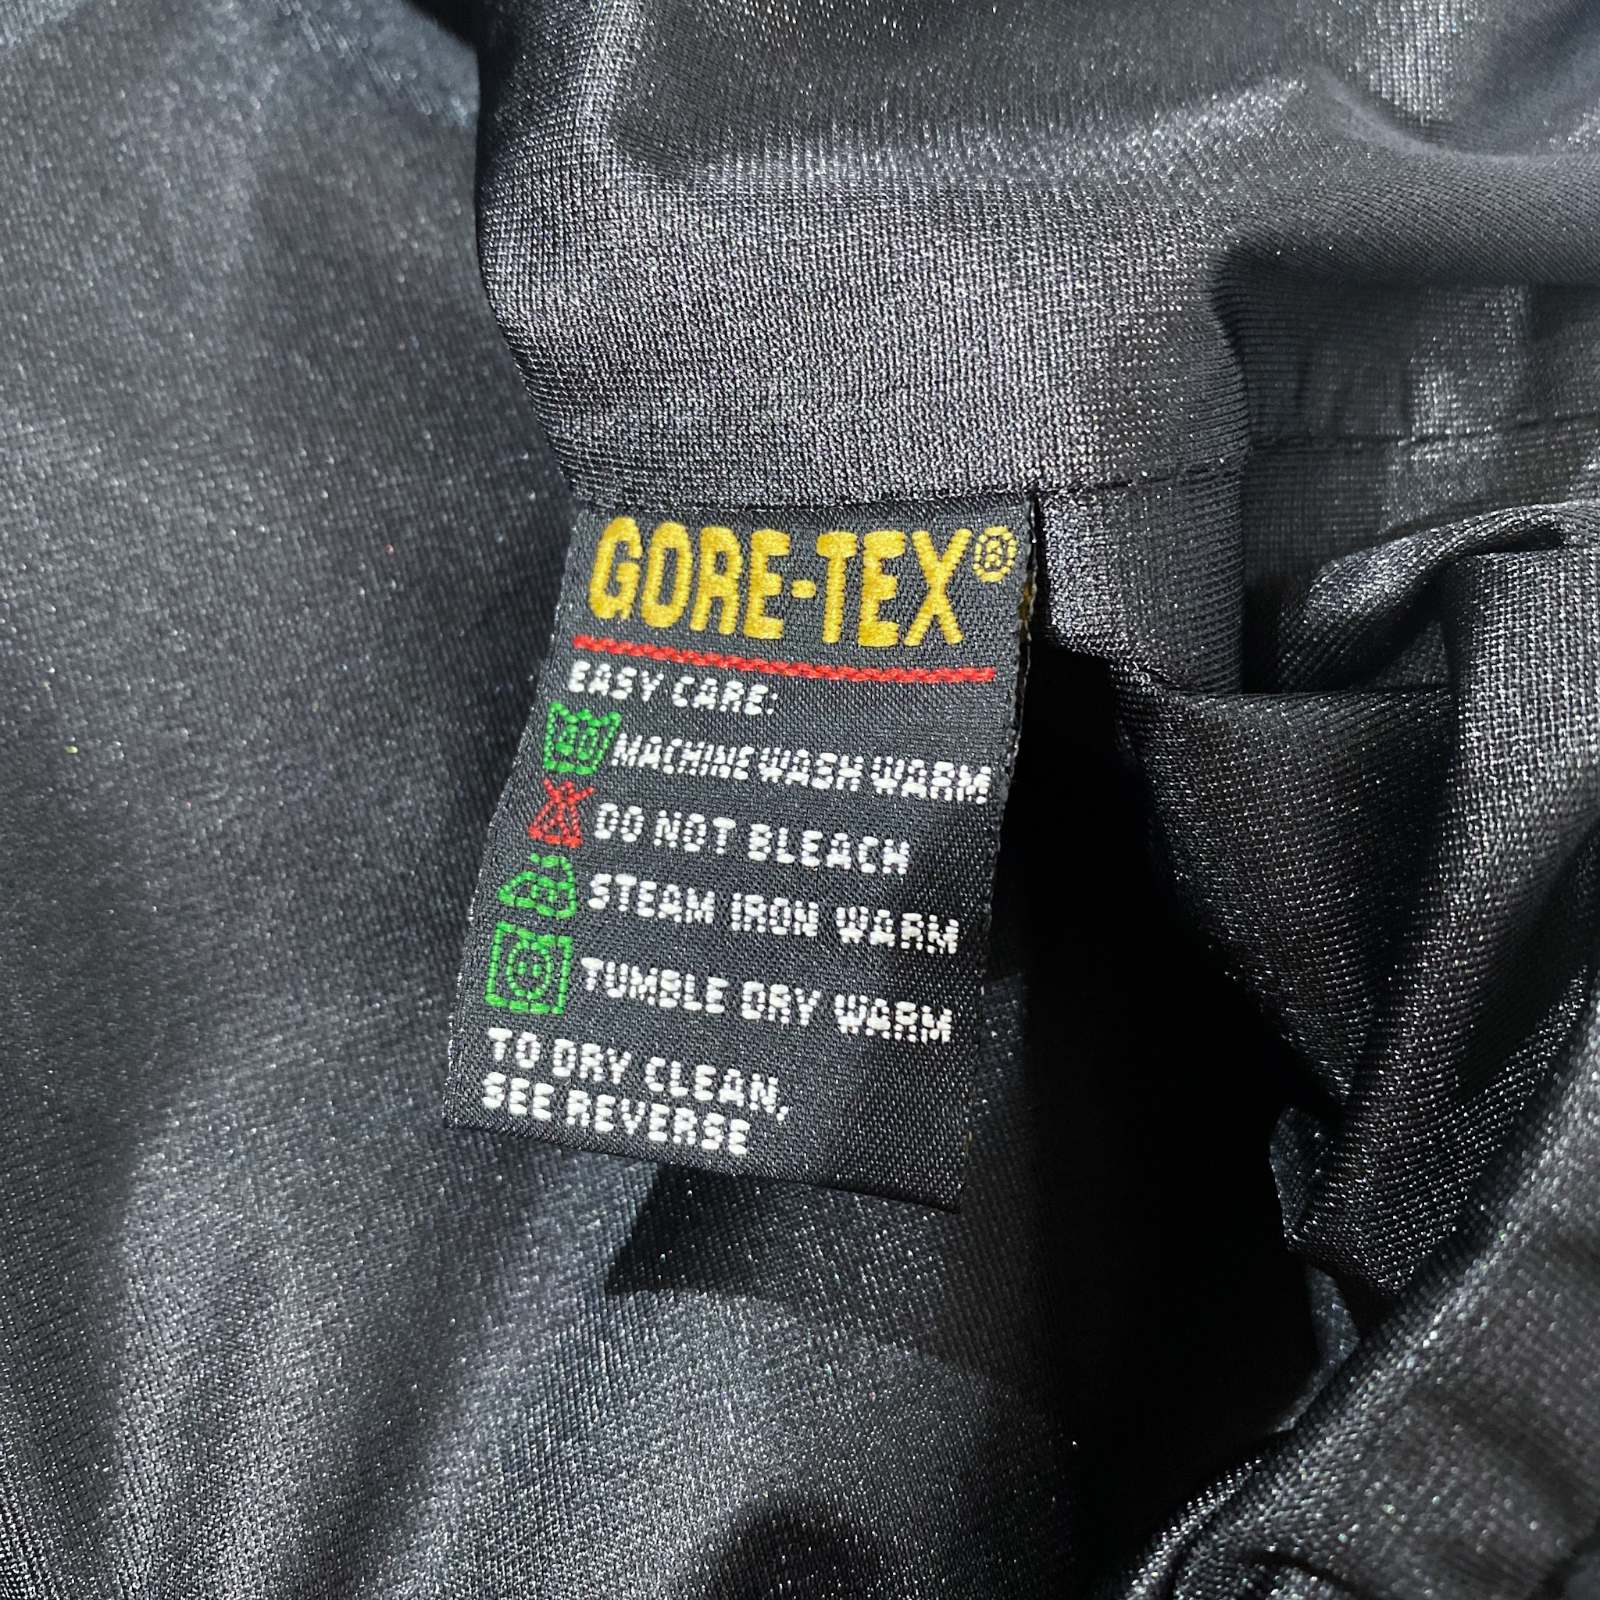 GORE-TEX®
EASY CARE:
40 MACHINE WASH WARM
DO NOT BLEACH
STEAM IRON WARM
TUMBLE DRY WARM
TO DRY CLEAN,
SEE REVERSE